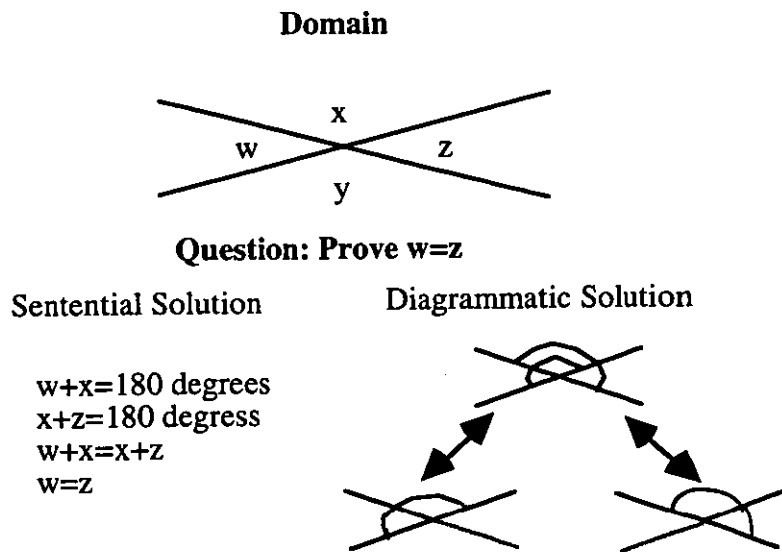 Domain
x
w z
y
Question: Prove w=z
Sentential Solution
Diagrammatic Solution
w+x=180 degrees
x+z=180 degress
w+x=x+z
w=z